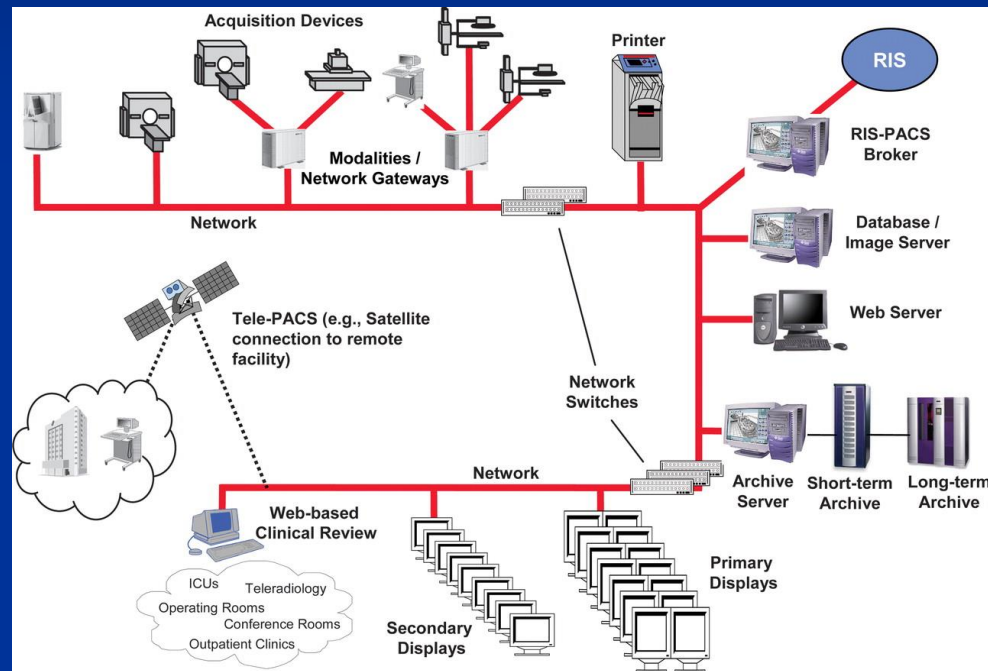 Acquisition Devices
Printer
RIS
RIS-PACS
Broker
Modalities /
Network Gateways
Network
Database /
Image Server
Web Server
Tele-PACS (e.g., Satellite
connection to remote
facility)
Network
Switches
Network
Archive
Server
Short-term
Archive
Long-term
Archive
Web-based
Clinical Review
ICUs
Teleradiology
Operating Rooms
Conference Rooms
Outpatient Clinics
Secondary
Displays
Primary
Displays